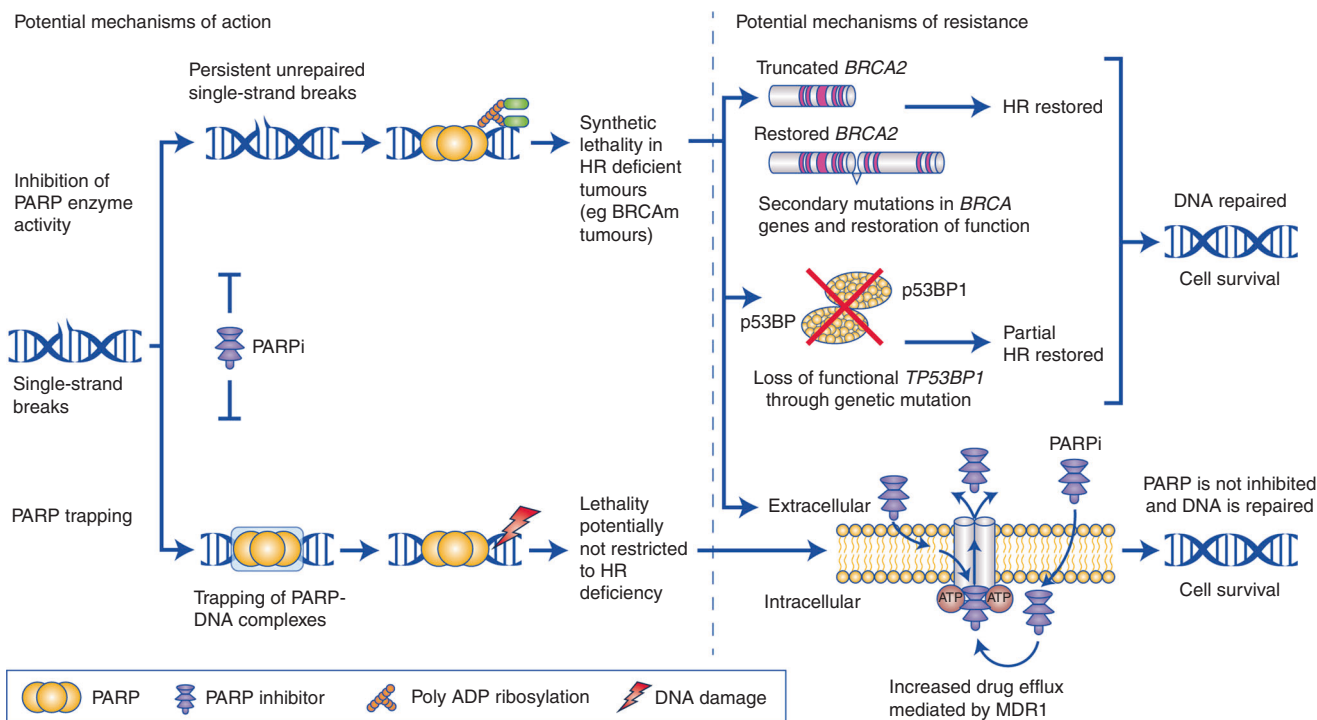 Potential mechanisms of action
Persistent unrepaired
single-strand breaks
Inhibition of
PARP enzyme
activity
Synthetic
lethality in
HR deficient
tumours
(eg BRCAm
tumours)
PARPi
Single-strand
breaks
PARP trapping
Trapping of PARP-
DNA complexes
Lethality
potentially
not restricted
to HR
deficiency
Potential mechanisms of resistance
Truncated BRCA2
HR restored
Restored BRCA2
Secondary mutations in BRCA
genes and restoration of function
p53BP1
p53BP
Partial
HR restored
Loss of functional TP53BP1
through genetic mutation
DNA repaired
Cell survival
PARPi
Extracellular
Intracellular
ATP
ATP
Increased drug efflux
mediated by MDR1
PARP is not inhibited
and DNA is repaired
Cell survival
PARP
PARP inhibitor
Poly ADP ribosylation
DNA damage